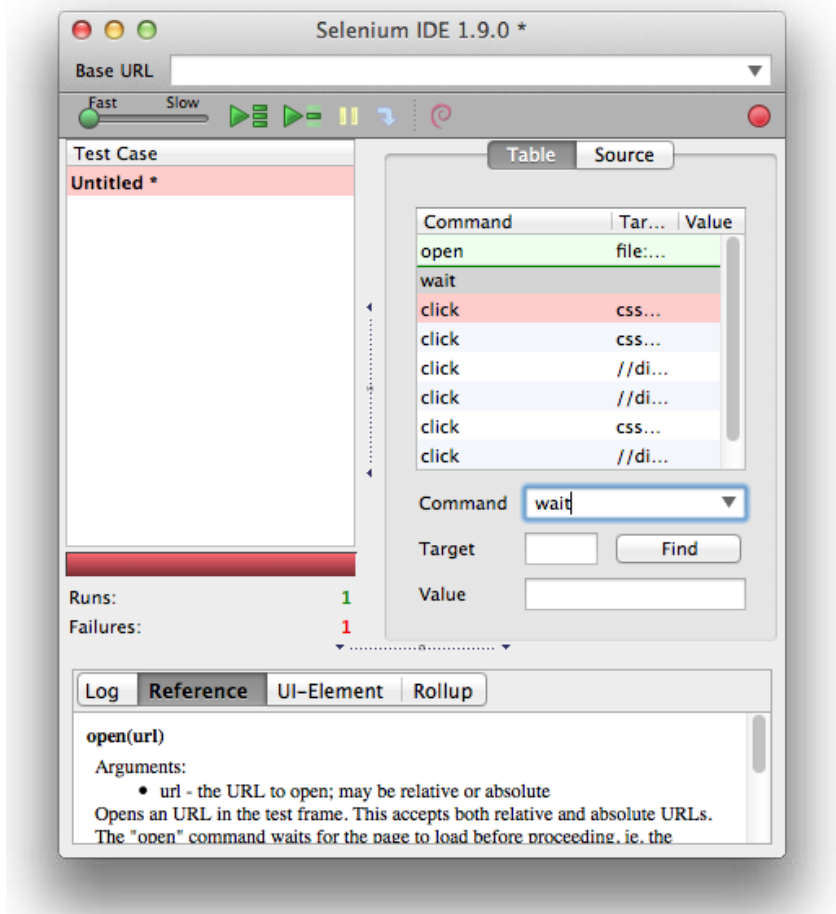 Selenium IDE 1.9.0 *
Base URL
Fast Slow
Test Case
Untitled *
Runs: 1
Failures: 1
Table Source
Command Tar... Value
open file:...
wait
click css...
click css...
click //di...
click //di...
click css...
click //di...
Command wait
Target Find
Value
Log Reference UI-Element Rollup
open(url)
Arguments:
• url - the URL to open; may be relative or absolute
Opens an URL in the test frame. This accepts both relative and absolute URLs.
The "open" command waits for the page to load before proceeding, ie. the